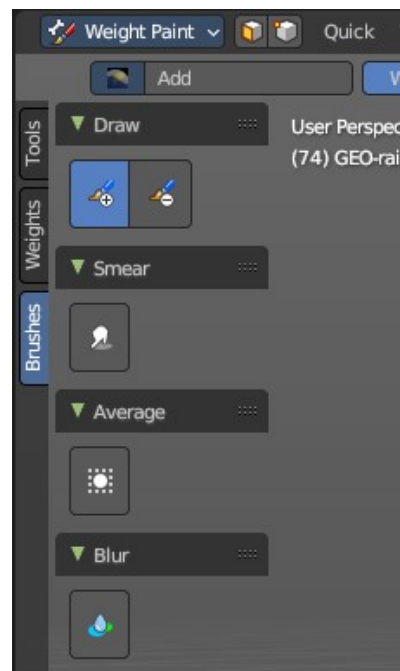 Weight Paint Quick
Add W
User Perspec
(74) GEO-rai
Tools
Weights
Brushes
Draw
Smear
Average
Blur